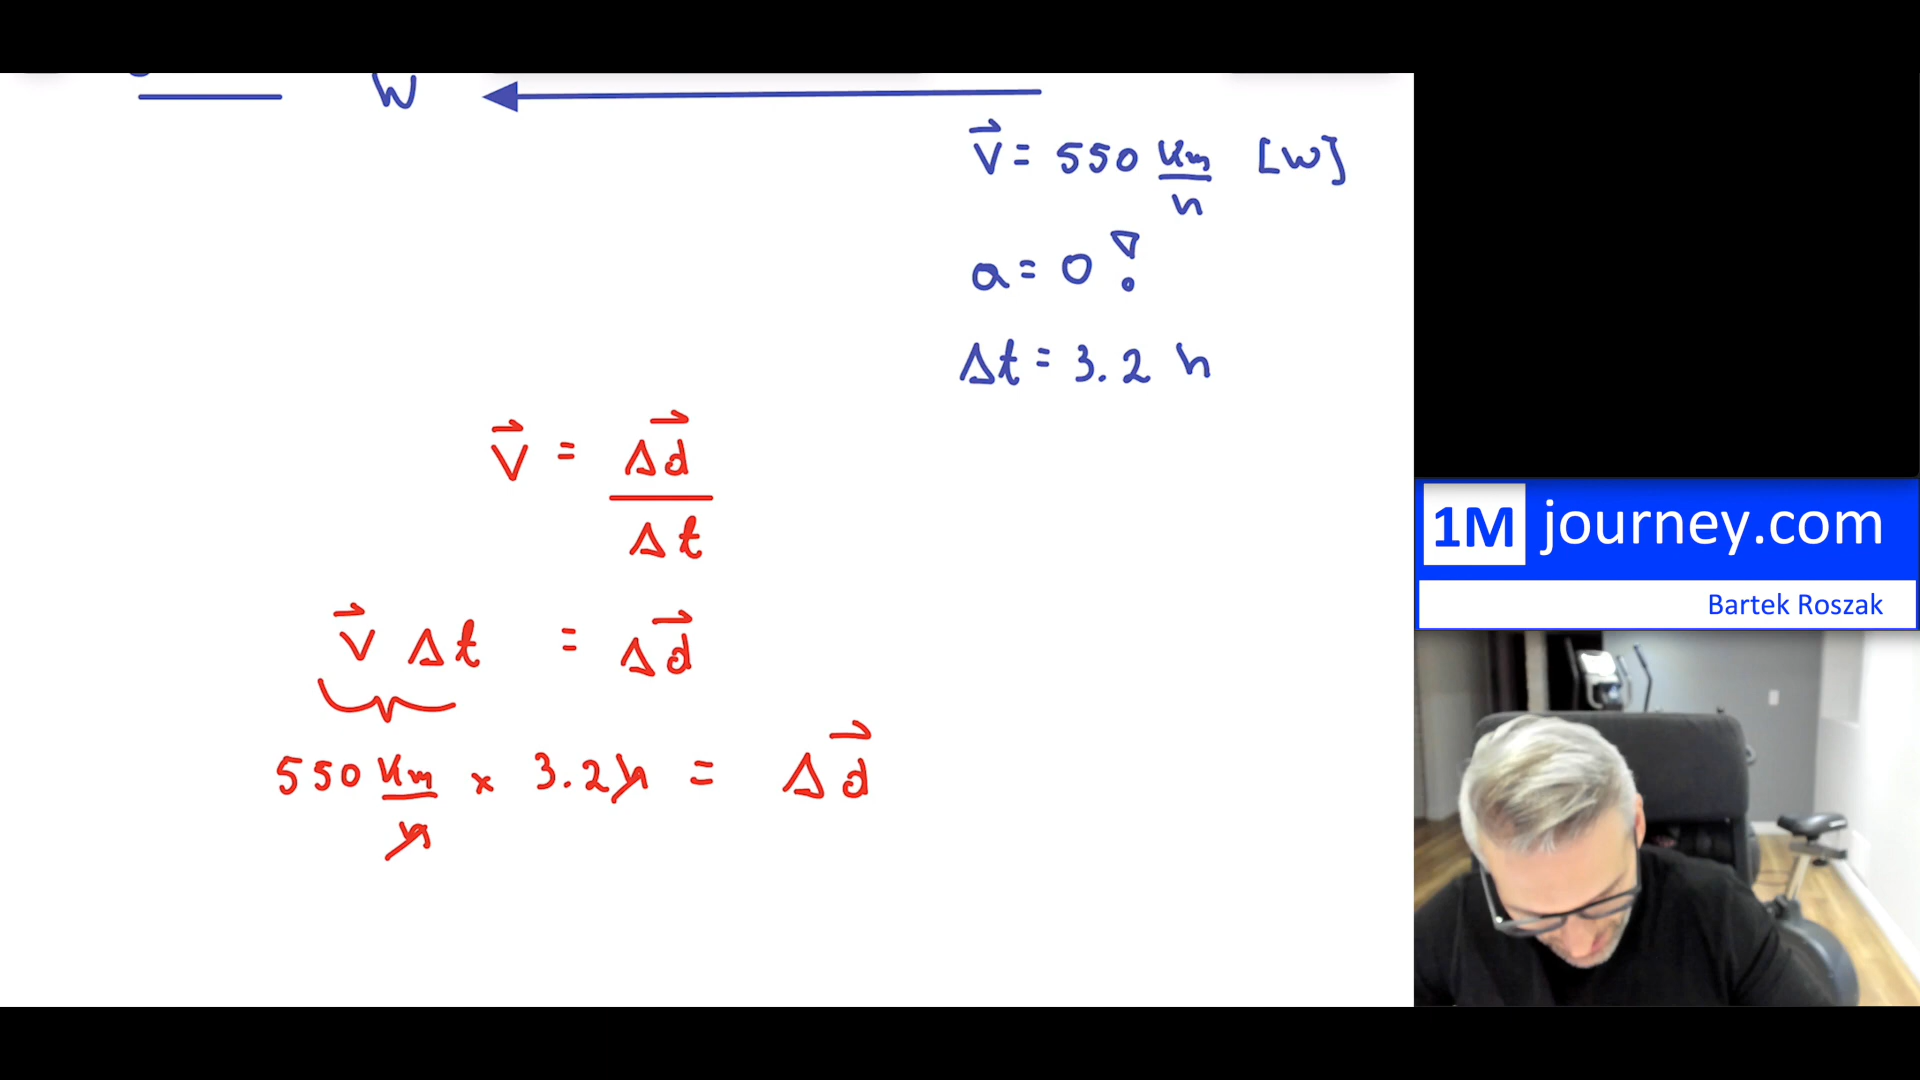 W
V⃗ = 550 km/h [W]
a = 0 !
Δt = 3.2 h
V⃗ = Δd⃗ / Δt
V⃗ Δt = Δd⃗
550 km/h × 3.2 h = Δd⃗
1M journey.com
Bartek Roszak